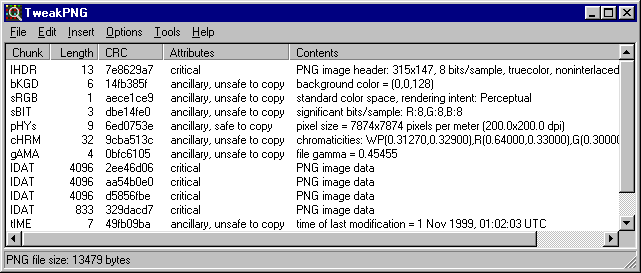 TweakPNG
File Edit Insert Options Tools Help
Chunk Length CRC Attributes Contents
IHDR 13 7e8629a7 critical PNG image header: 315x147, 8 bits/sample, truecolor, noninterlaced
bKGD 6 14fb385f ancillary, unsafe to copy background color = (0,0,128)
sRGB 1 aece1ce9 ancillary, unsafe to copy standard color space, rendering intent: Perceptual
sBIT 3 dbe14fe0 ancillary, unsafe to copy significant bits/sample: R:8,G:8,B:8
pHYs 9 6ed0753e ancillary, safe to copy pixel size = 7874x7874 pixels per meter (200.0x200.0 dpi)
cHRM 32 9cba513c ancillary, unsafe to copy chromaticities: WP(0.31270,0.32900),R(0.64000,0.33000),G(0.3000
gAMA 4 0bfc6105 ancillary, unsafe to copy file gamma = 0.45455
IDAT 4096 2ee46d06 critical PNG image data
IDAT 4096 aa54b0e0 critical PNG image data
IDAT 4096 d5856fbe critical PNG image data
IDAT 833 329dacd7 critical PNG image data
tIME 7 49fb09ba ancillary, unsafe to copy time of last modification = 1 Nov 1999, 01:02:03 UTC
PNG file size: 13479 bytes